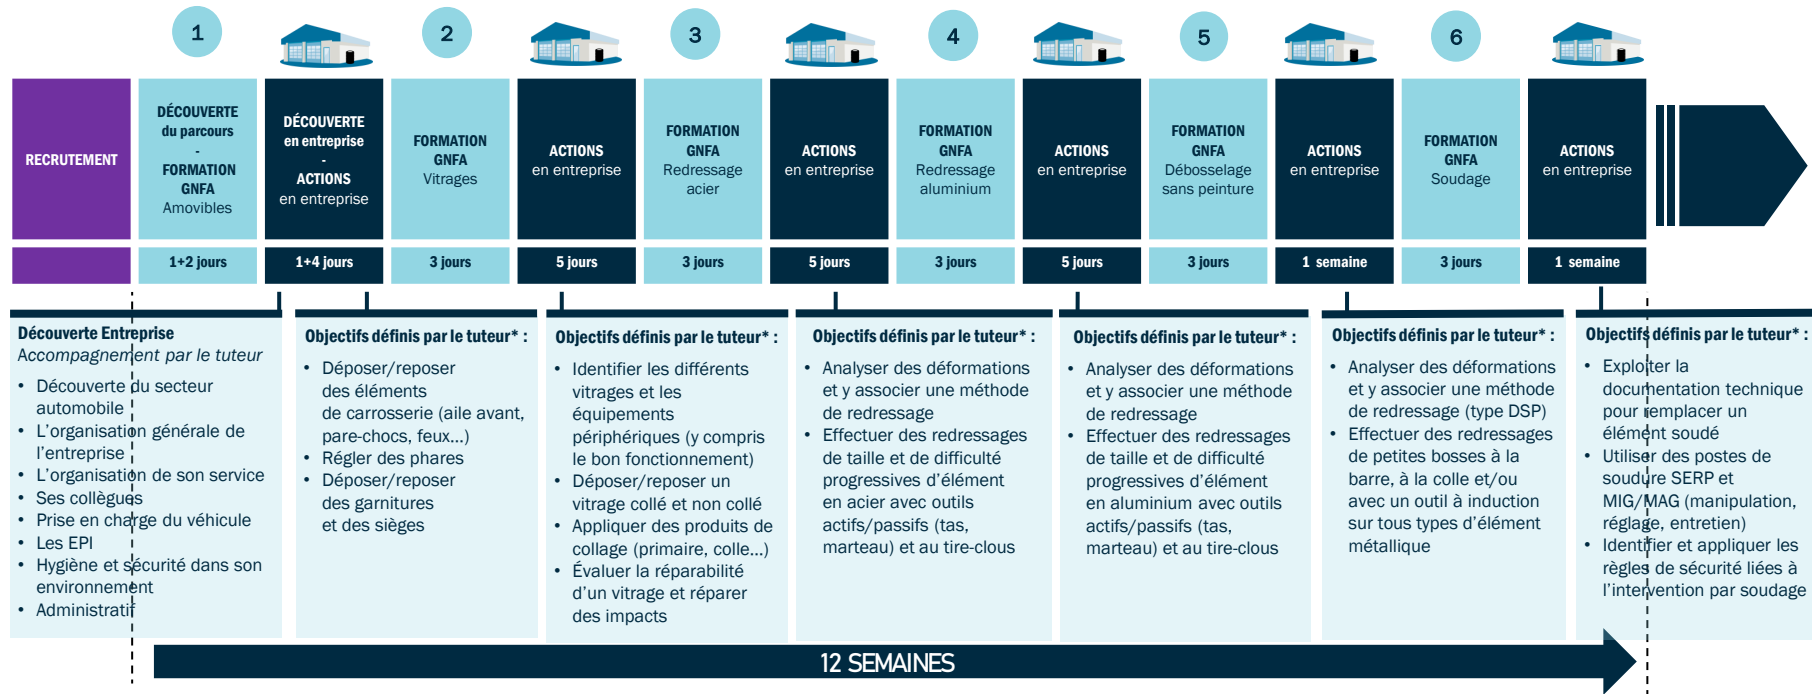 1
2
3
4
5
6
RECRUTEMENT
DÉCOUVERTE
du parcours
-
FORMATION
GNFA
Amovibles
DÉCOUVERTE
en entreprise
-
ACTIONS
en entreprise
FORMATION
GNFA
Vitrages
ACTIONS
en entreprise
FORMATION
GNFA
Redressage
acier
ACTIONS
en entreprise
FORMATION
GNFA
Redressage
aluminium
ACTIONS
en entreprise
FORMATION
GNFA
Débosselage
sans peinture
ACTIONS
en entreprise
FORMATION
GNFA
Soudage
ACTIONS
en entreprise
1+2 jours
1+4 jours
3 jours
5 jours
3 jours
5 jours
3 jours
5 jours
3 jours
1 semaine
3 jours
1 semaine
Découverte Entreprise
Accompagnement par le tuteur
• Découverte du secteur
automobile
• L'organisation générale de
l'entreprise
• L'organisation de son service
• Ses collègues
• Prise en charge du véhicule
• Les EPI
• Hygiène et sécurité dans son
environnement
• Administratif
Objectifs définis par le tuteur* :
• Déposer/reposer
des éléments
de carrosserie (aile avant,
pare-chocs, feux...)
• Régler des phares
• Déposer/reposer
des garnitures
et des sièges
Objectifs définis par le tuteur* :
• Identifier les différents
vitrages et les
équipements
périphériques (y compris
le bon fonctionnement)
• Déposer/reposer un
vitrage collé et non collé
• Appliquer des produits de
collage (primaire, colle...)
• Évaluer la réparabilité
d'un vitrage et réparer
des impacts
Objectifs définis par le tuteur* :
• Analyser des déformations
et y associer une méthode
de redressage
• Effectuer des redressages
de taille et de difficulté
progressives d'élément
en acier avec outils
actifs/passifs (tas,
marteau) et au tire-clous
Objectifs définis par le tuteur* :
• Analyser des déformations
et y associer une méthode
de redressage
• Effectuer des redressages
de taille et de difficulté
progressives d'élément
en aluminium avec outils
actifs/passifs (tas,
marteau) et au tire-clous
Objectifs définis par le tuteur* :
• Analyser des déformations
et y associer une méthode
de redressage (type DSP)
• Effectuer des redressages
de petites bosses à la
barre, à la colle et/ou
avec un outil à induction
sur tous types d'élément
métallique
Objectifs définis par le tuteur* :
• Exploiter la
documentation technique
pour remplacer un
élément soudé
• Utiliser des postes de
soudure SERP et
MIG/MAG (manipulation,
réglage, entretien)
• Identifier et appliquer les
règles de sécurité liées à
l'intervention par soudage
12 SEMAINES